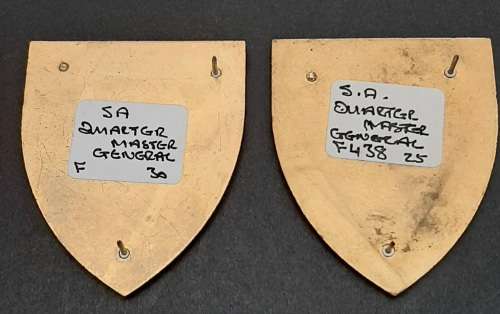 SA
QUARTER
MASTER
GENERAL
F 30
S.A.
QUARTER
MASTER
GENERAL
F438 25